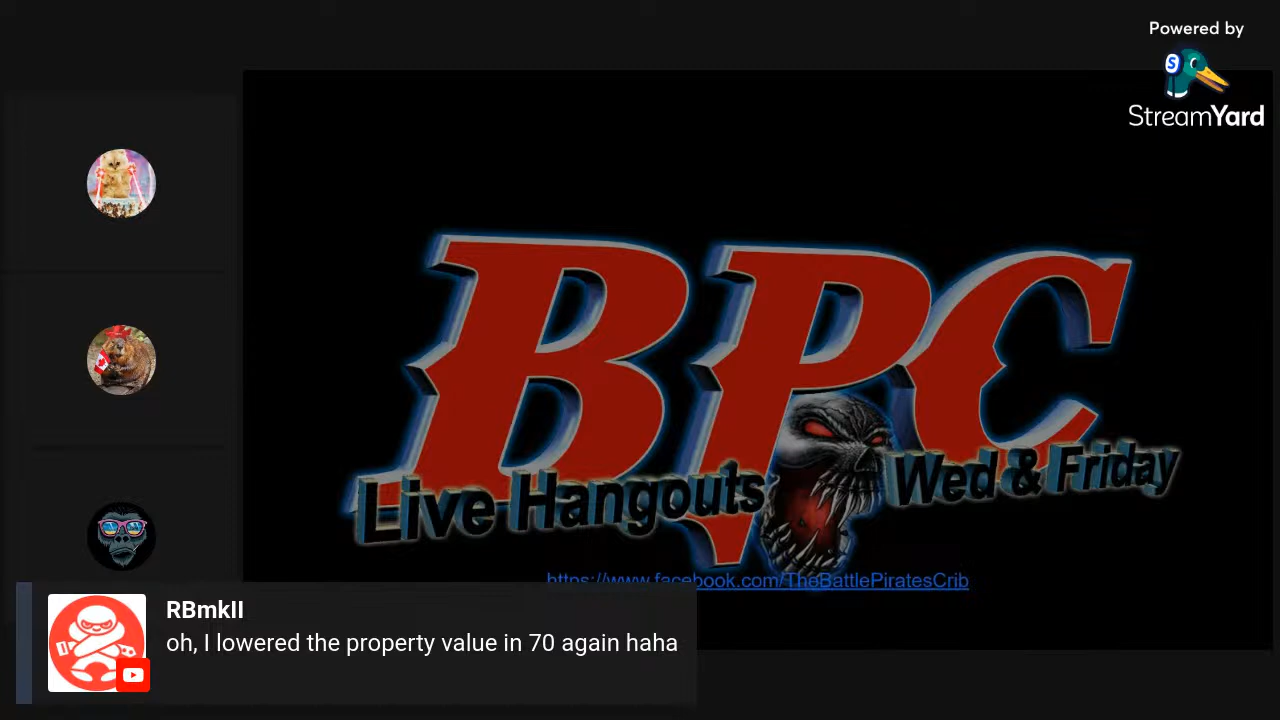 Powered by
StreamYard
BPC
Live Hangouts Wed & Friday
https://www.facebook.com/TheBattlePiratesCrib
RBmkII
oh, I lowered the property value in 70 again haha